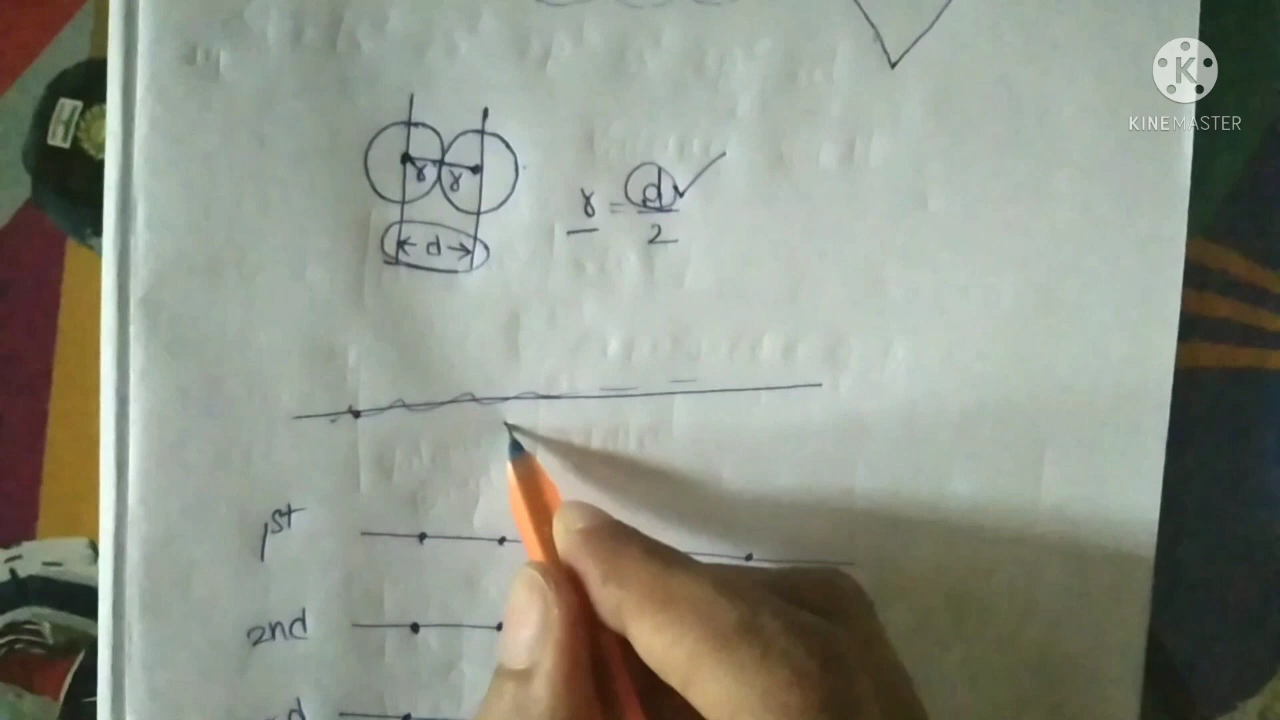 K
KINEMASTER
r r
r = d/2
d
1st
2nd